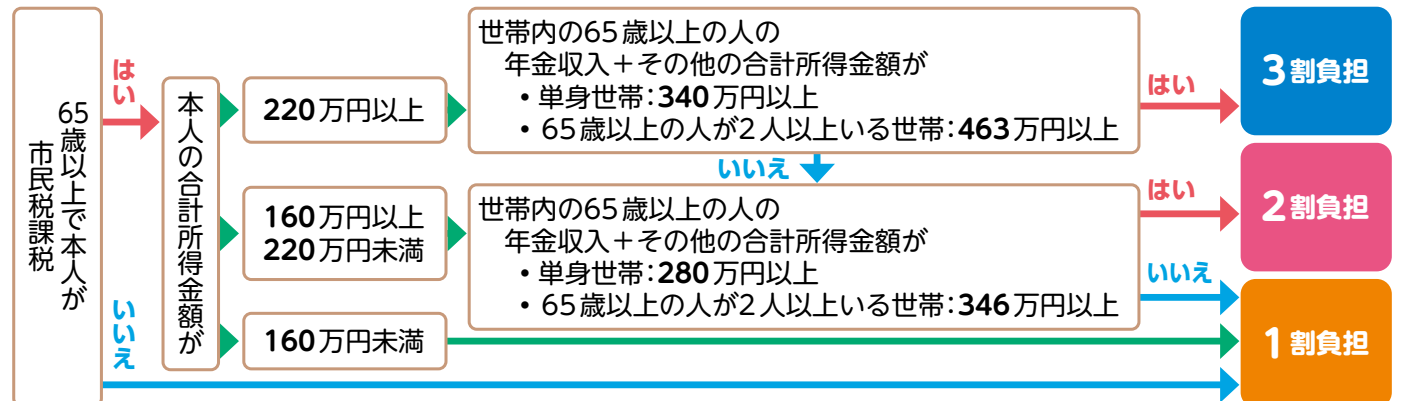 65歳以上で本人が
市民税課税
はい
いいえ
本人の合計所得金額が
220万円以上
世帯内の65歳以上の人の
年金収入＋その他の合計所得金額が
•単身世帯：340万円以上
•65歳以上の人が2人以上いる世帯：463万円以上
はい
3割負担
いいえ
160万円以上
220万円未満
世帯内の65歳以上の人の
年金収入＋その他の合計所得金額が
•単身世帯：280万円以上
•65歳以上の人が2人以上いる世帯：346万円以上
はい
2割負担
いいえ
160万円未満
1割負担